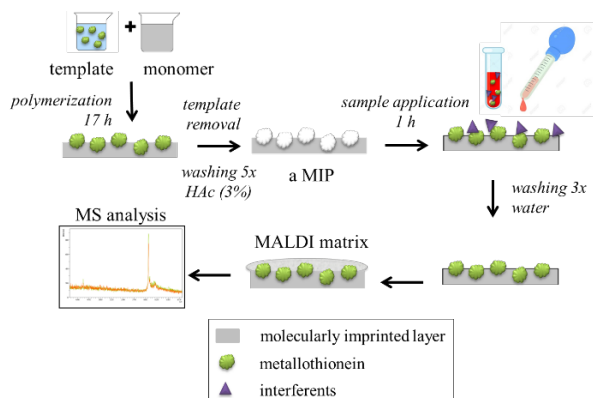 template
monomer
polymerization
17 h
template
removal
washing 5x
HAc (3%)
a MIP
sample application
1 h
washing 3x
water
MALDI matrix
MS analysis
molecularly imprinted layer
metallothionein
interferents